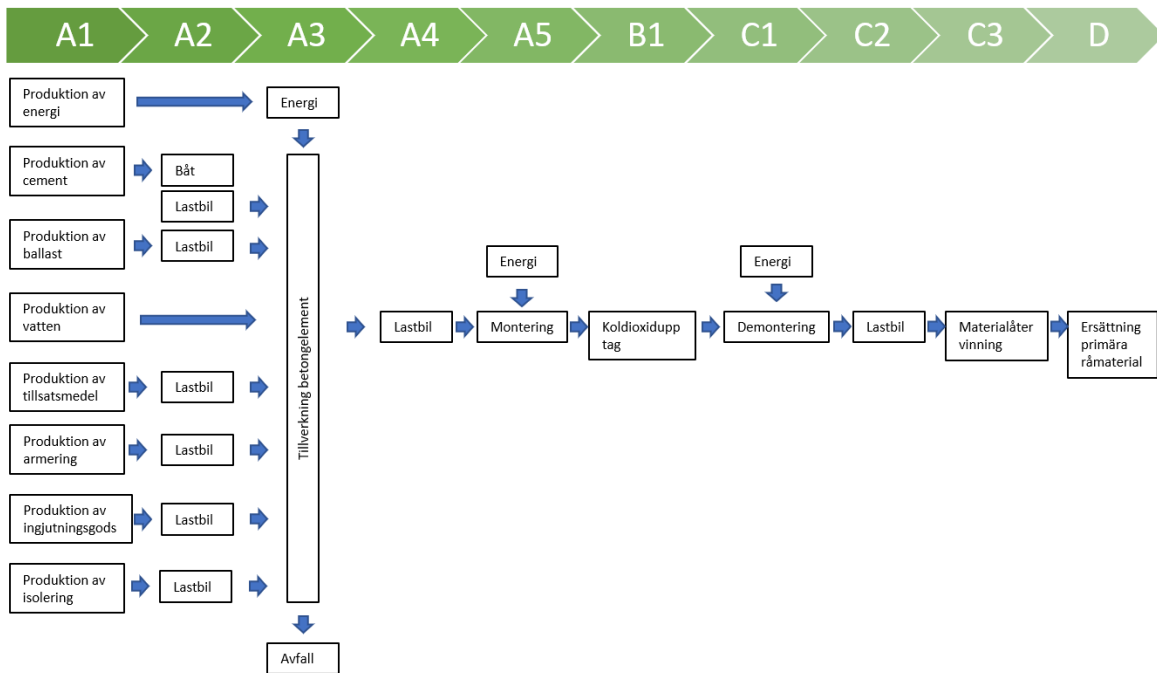 A1 A2 A3 A4 A5 B1 C1 C2 C3 D
Produktion av
energi
Energi
Produktion av
cement
Båt
Lastbil
Produktion av
ballast
Lastbil
Produktion av
vatten
Produktion av
tillsatsmedel
Lastbil
Produktion av
armering
Lastbil
Produktion av
ingjutningsgods
Lastbil
Produktion av
isolering
Lastbil
Tillverkning betongelement
Avfall
Lastbil
Energi
Montering
Koldioxidupp
tag
Energi
Demontering
Lastbil
Materialåter
vinning
Ersättning
primära
råmaterial